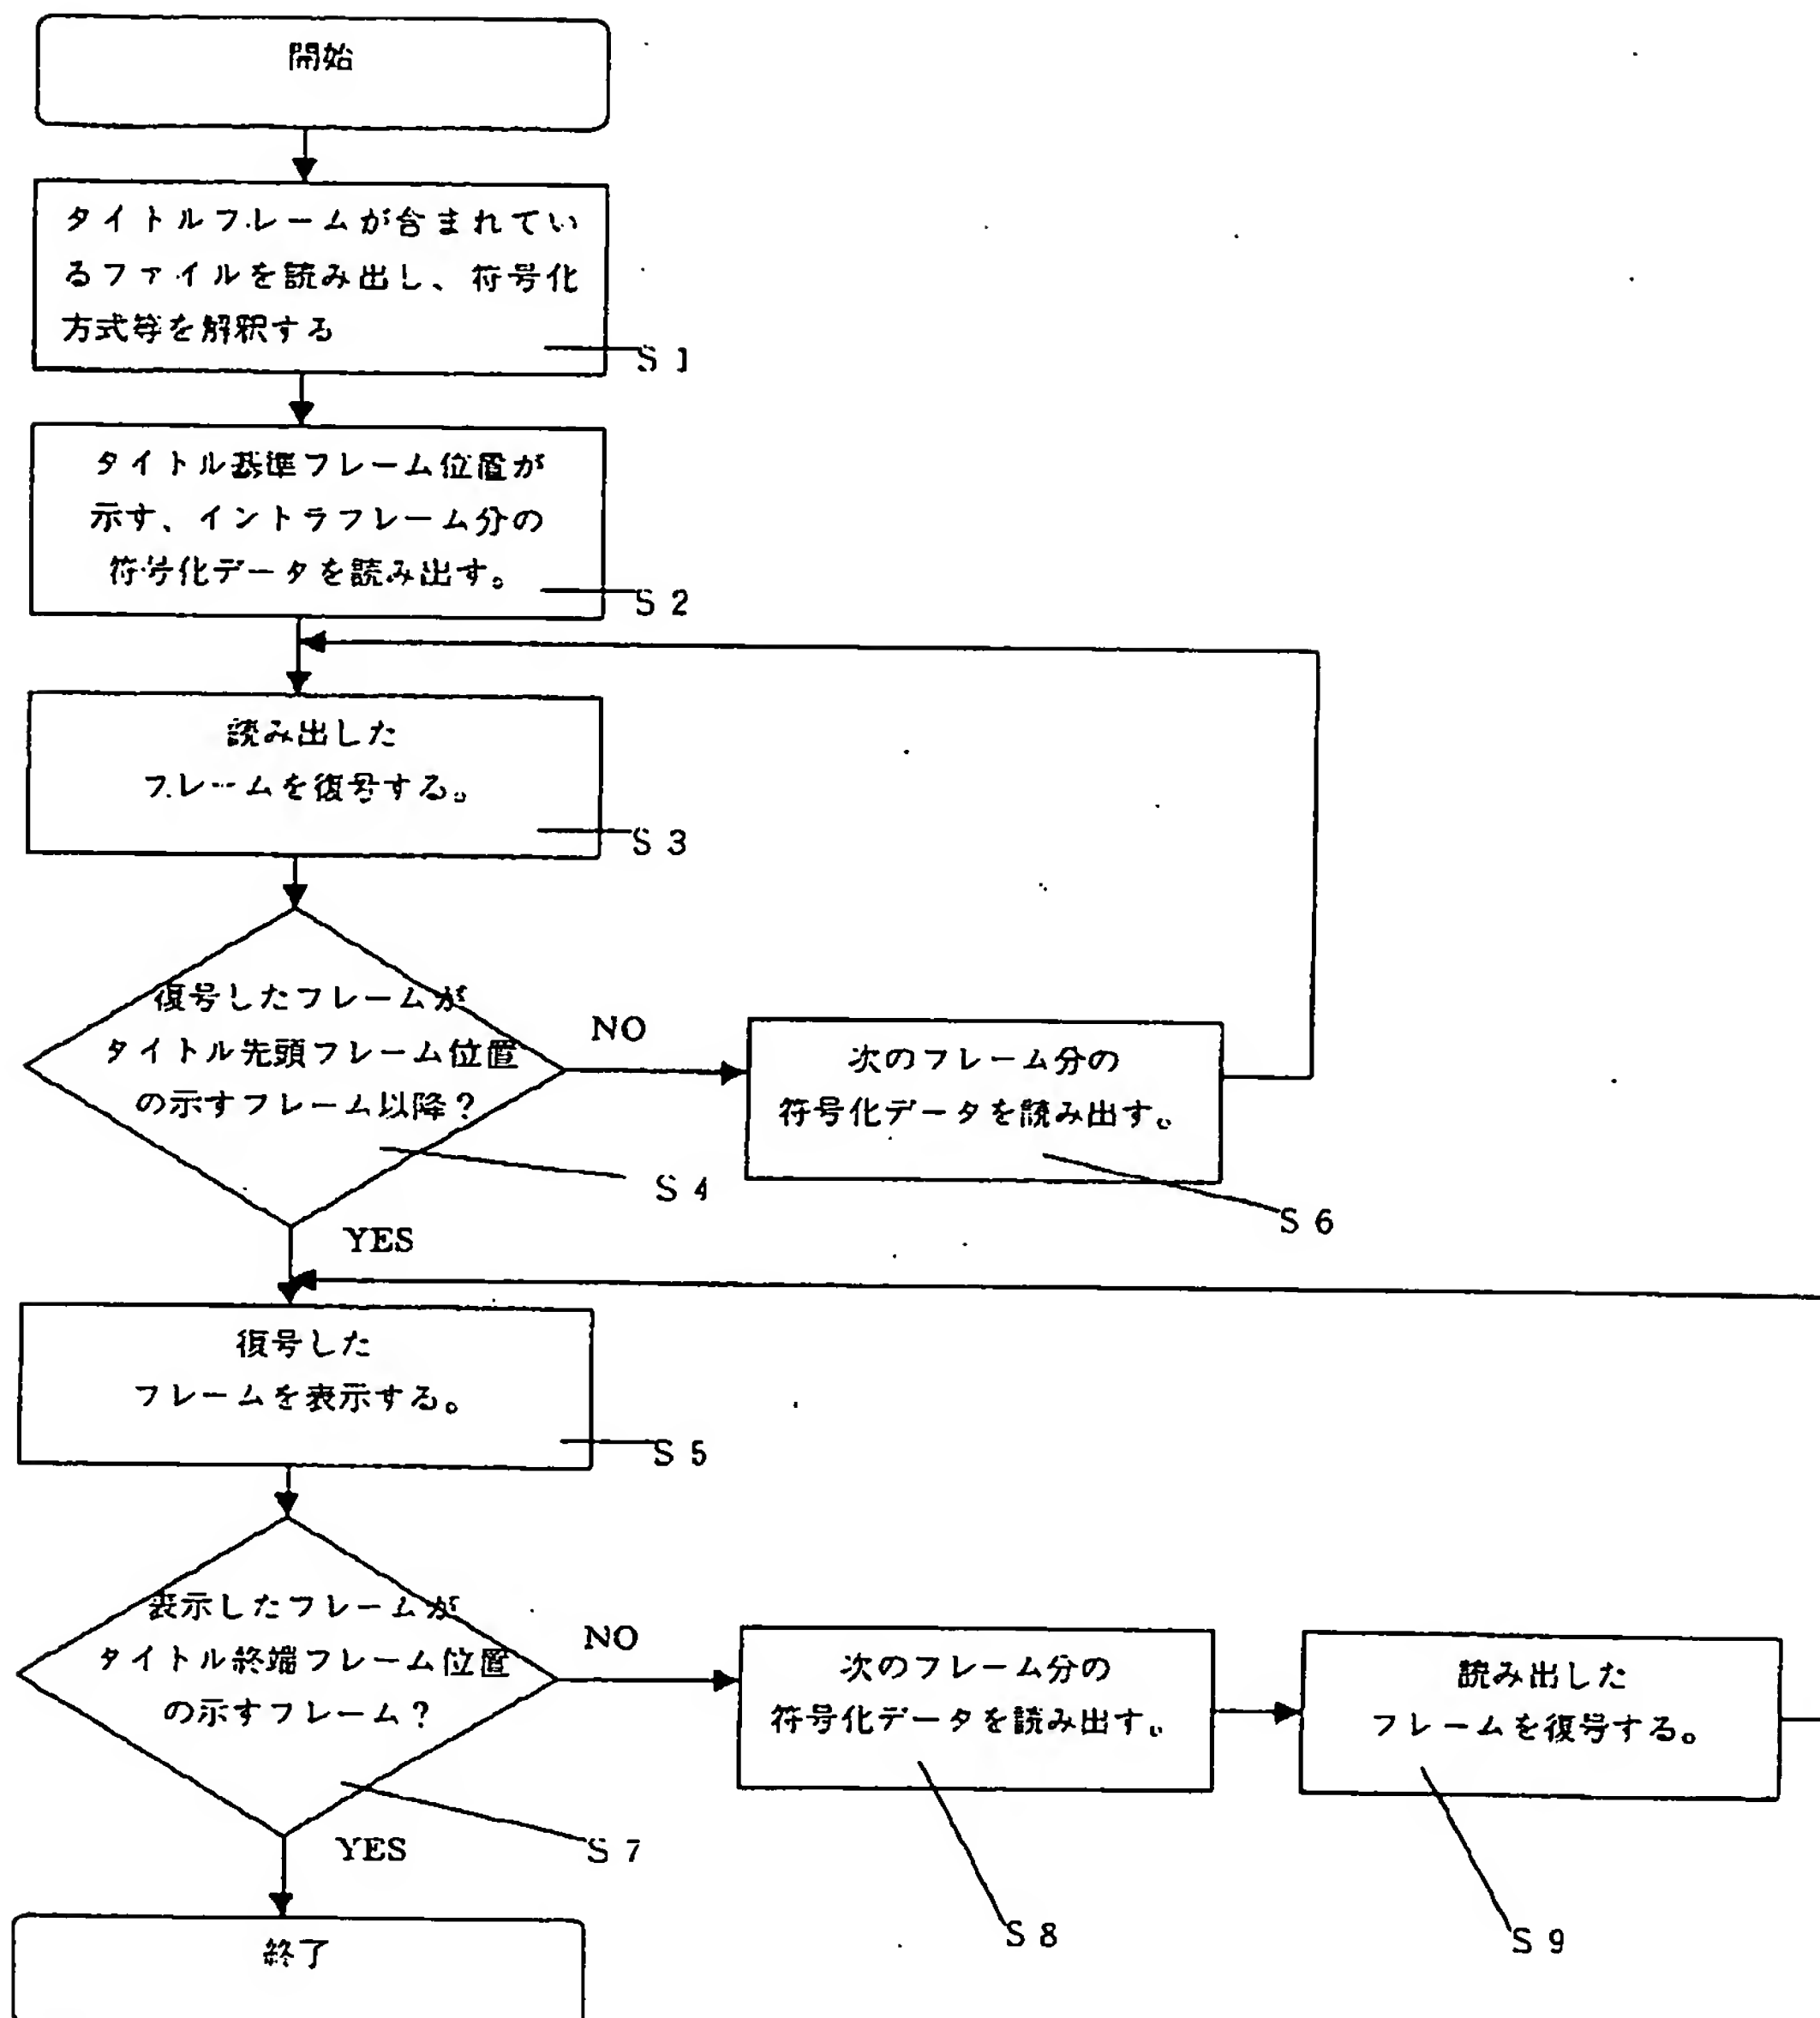 開始
タイトルフレームが含まれてい
るファイルを読み出し、符号化
方式等を解釈する
S1
タイトル基準フレーム位置が
示す、イントラフレーム分の
符号化データを読み出す。
S2
読み出した
フレームを復号する。
S3
復号したフレームが
タイトル先頭フレーム位置
の示すフレーム以降?
NO
次のフレーム分の
符号化データを読み出す。
S4
S6
YES
復号した
フレームを表示する。
S5
表示したフレームが
タイトル終端フレーム位置
の示すフレーム?
NO
次のフレーム分の
符号化データを読み出す。
読み出した
フレームを復号する。
S7
YES
S8
S9
終了